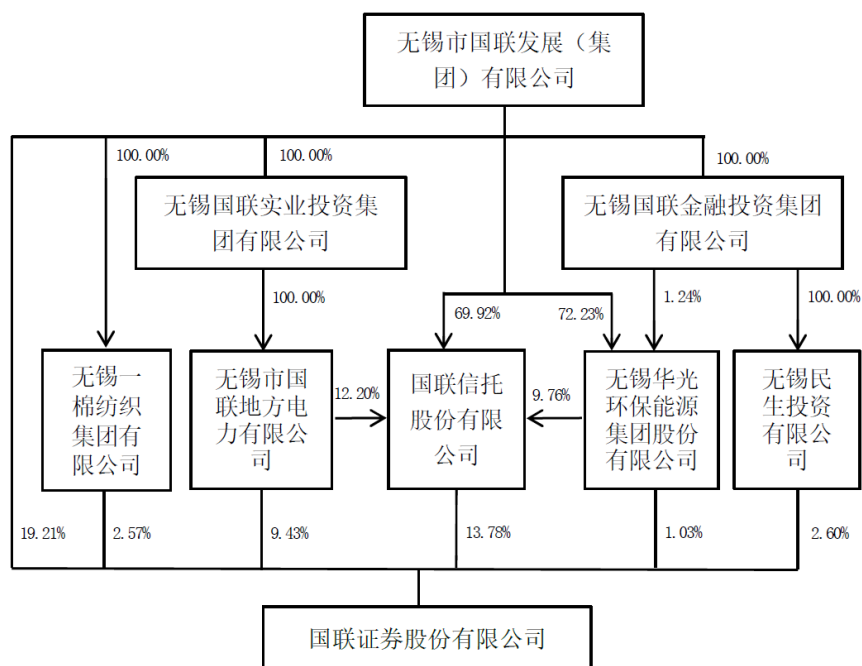 无锡市国联发展（集
团）有限公司
100.00%
100.00%
100.00%
无锡国联实业投资集
团有限公司
无锡国联金融投资集团
有限公司
100.00%
69.92%
72.23%
1.24%
100.00%
无锡一
棉纺织
集团有
限公司
无锡市国
联地方电
力有限公
司
12.20%
国联信托
股份有限
公司
9.76%
无锡华光
环保能源
集团股份
有限公司
无锡民
生投资
有限公
司
19.21%
2.57%
9.43%
13.78%
1.03%
2.60%
国联证券股份有限公司